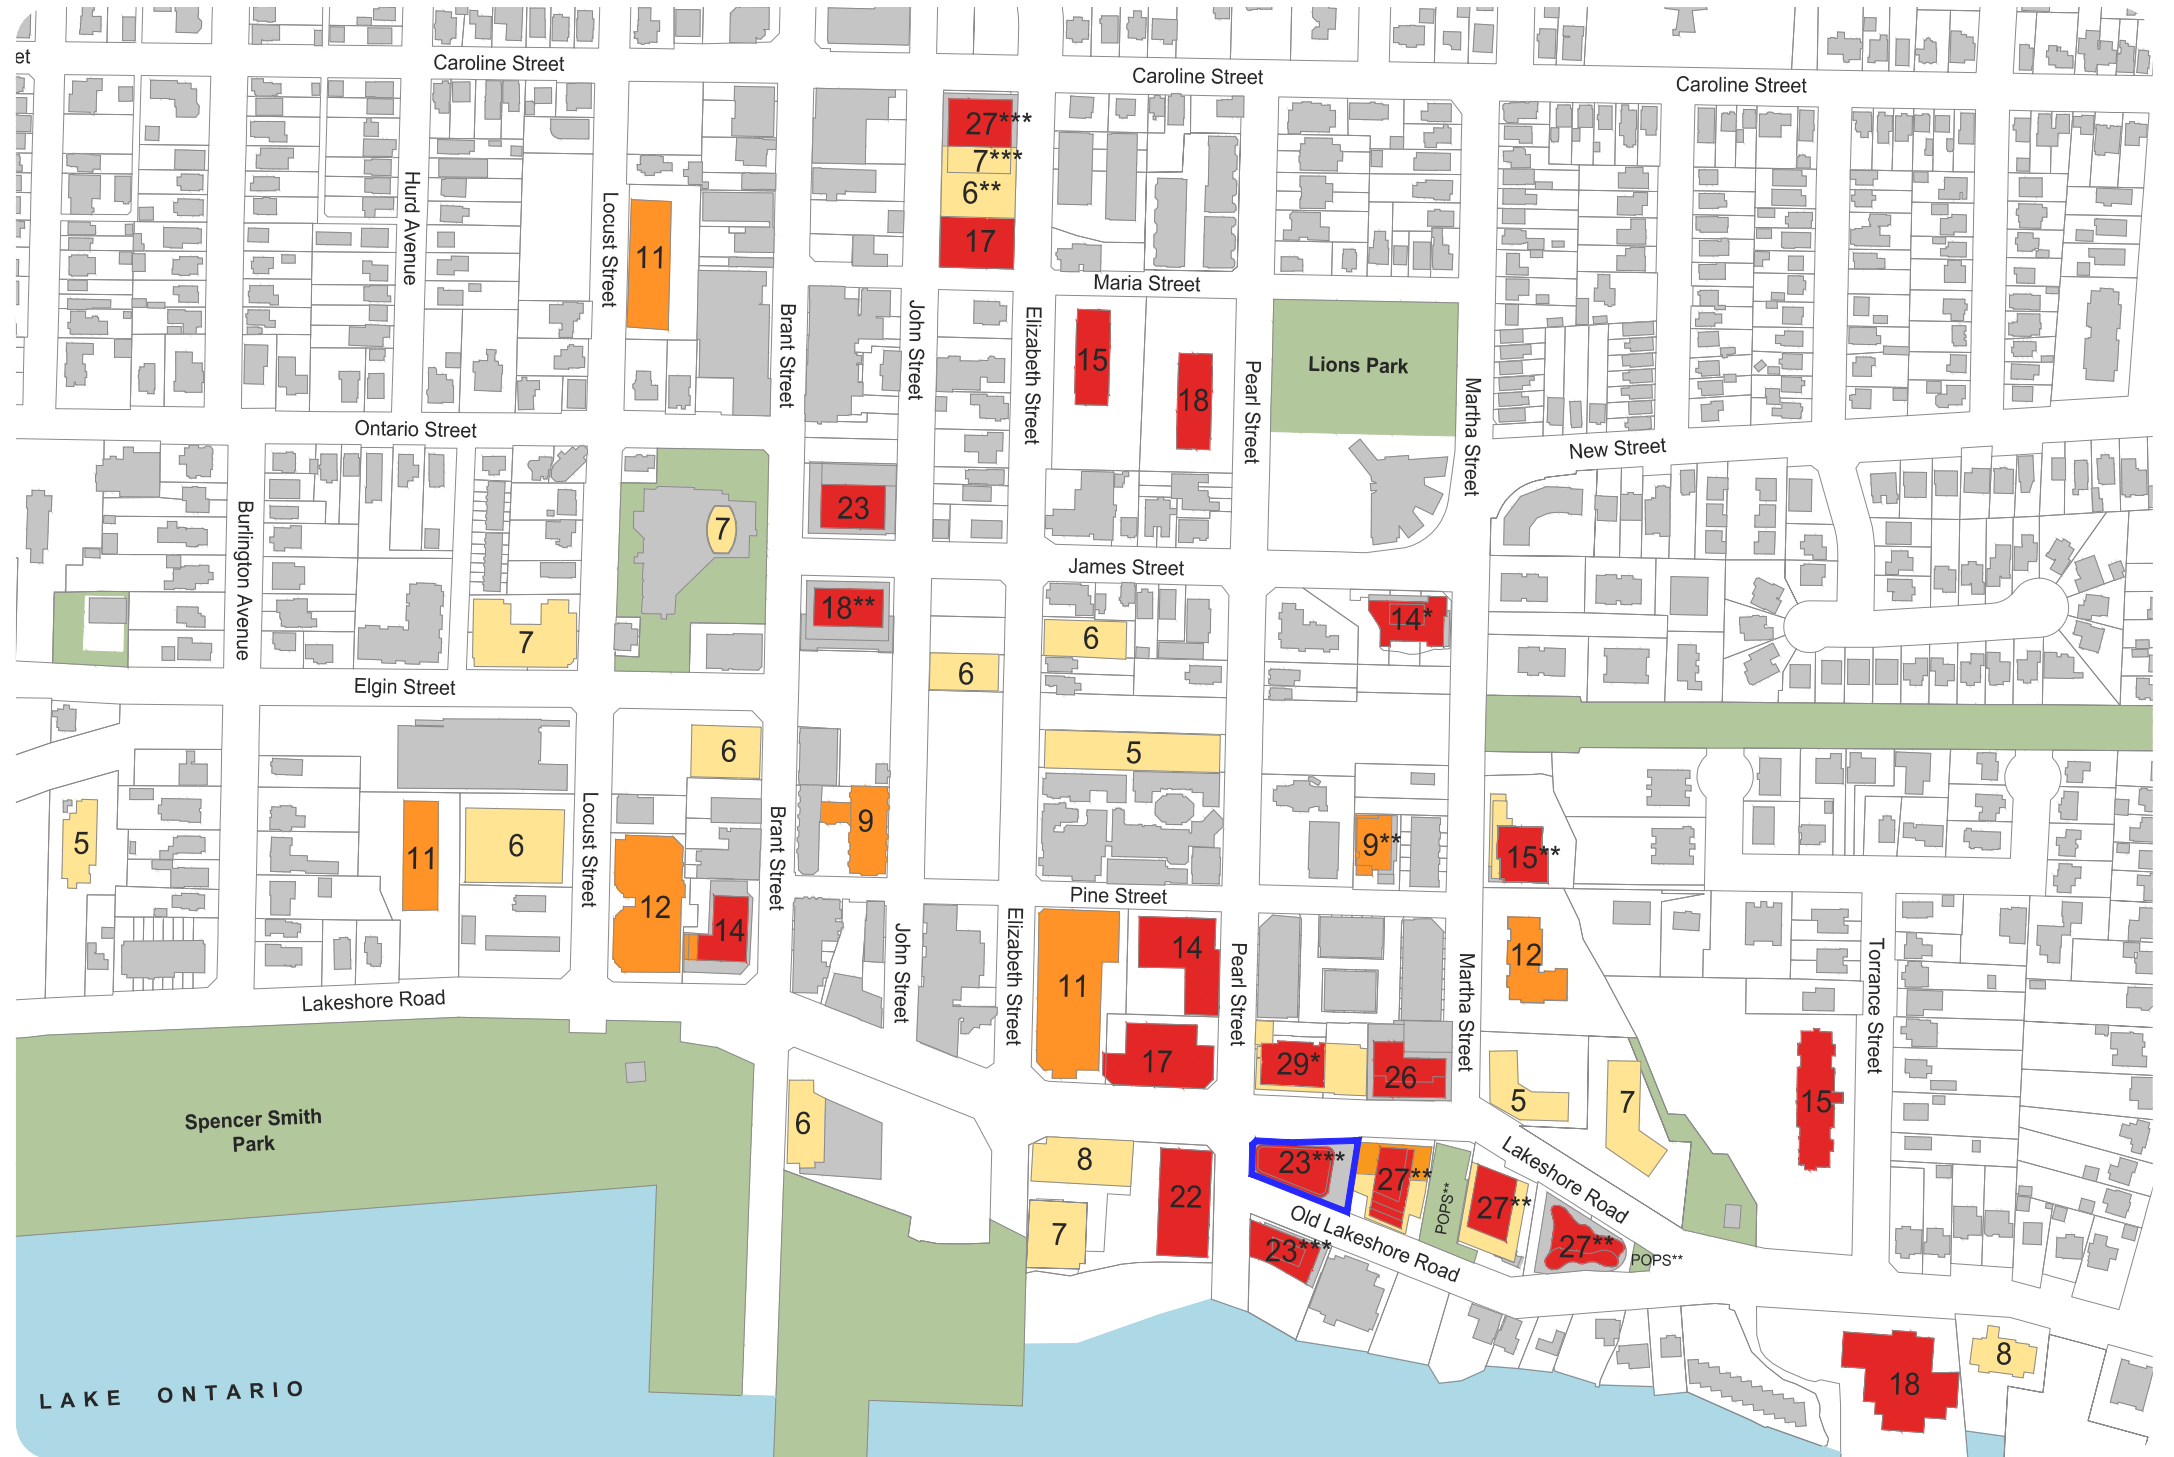 et
Caroline Street
Caroline Street
Caroline Street
27***
7***
6**
17
Hurd Avenue
Locust Street
11
Maria Street
Brant Street
John Street
Elizabeth Street
15
18
Pearl Street
Lions Park
Martha Street
Ontario Street
New Street
Burlington Avenue
7
23
James Street
7
18**
6
6
14*
Elgin Street
6
5
5
11
6
Locust Street
Brant Street
9
9**
15**
12
14
Pine Street
John Street
Elizabeth Street
11
14
Pearl Street
Martha Street
12
Torrance Street
Lakeshore Road
17
29*
26
5
7
15
Spencer Smith
Park
6
8
7
22
23***
27**
POPS**
27**
Lakeshore Road
27**
POPS**
Old Lakeshore Road
23***
18
8
LAKE ONTARIO